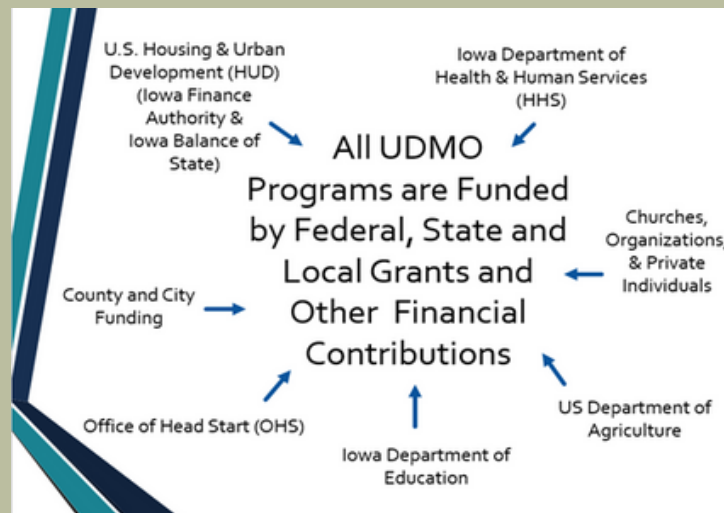 U.S. Housing & Urban
Development (HUD)
(Iowa Finance
Authority &
Iowa Balance of
State)
Iowa Department of
Health & Human Services
(HHS)
All UDMO
Programs are Funded
by Federal, State and
Local Grants and
Other Financial
Contributions
Churches,
Organizations,
& Private
Individuals
County and City
Funding
US Department of
Agriculture
Office of Head Start (OHS)
Iowa Department of
Education